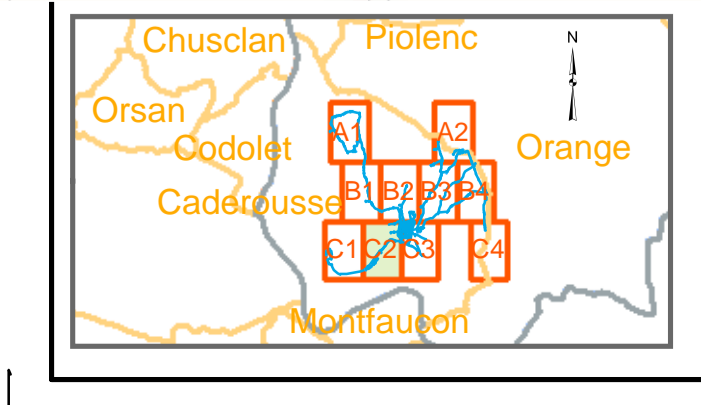 Chusclan
Piolenc
N
Orsan
A1
A2
Codolet
Orange
B1
B2
B3
B4
Caderousse
C1
C2
C3
C4
Montfaucon